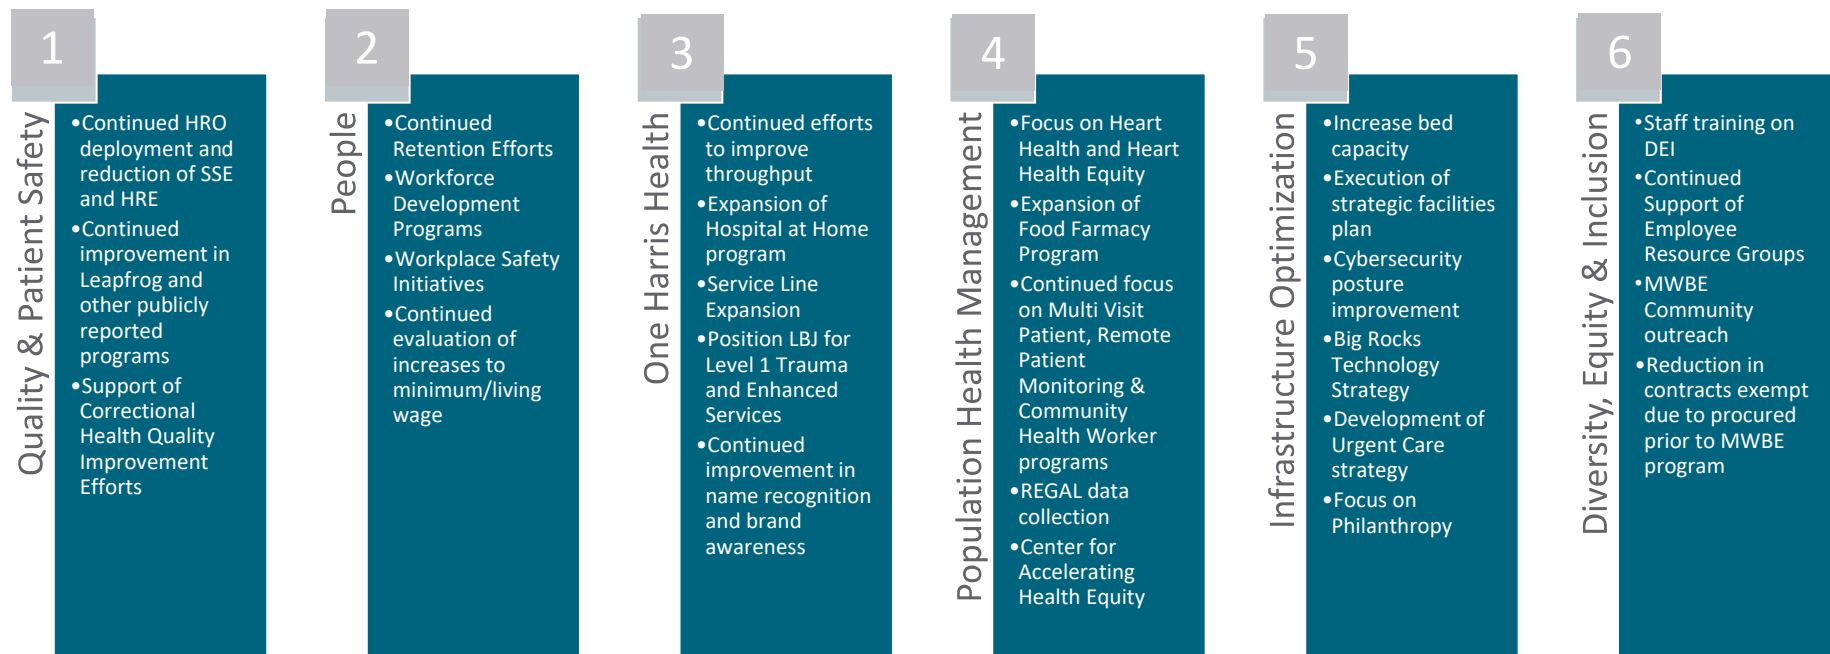 1
Quality & Patient Safety
•Continued HRO
deployment and
reduction of SSE
and HRE
•Continued
improvement in
Leapfrog and
other publicly
reported
programs
•Support of
Correctional
Health Quality
Improvement
Efforts
2
People
•Continued
Retention Efforts
•Workforce
Development
Programs
•Workplace Safety
Initiatives
•Continued
evaluation of
increases to
minimum/living
wage
3
One Harris Health
•Continued efforts
to improve
throughput
•Expansion of
Hospital at Home
program
•Service Line
Expansion
•Position LBJ for
Level 1 Trauma
and Enhanced
Services
•Continued
improvement in
name recognition
and brand
awareness
4
Population Health Management
•Focus on Heart
Health and Heart
Health Equity
•Expansion of
Food Farmacy
Program
•Continued focus
on Multi Visit
Patient, Remote
Patient
Monitoring &
Community
Health Worker
programs
•REGAL data
collection
•Center for
Accelerating
Health Equity
5
Infrastructure Optimization
•Increase bed
capacity
•Execution of
strategic facilities
plan
•Cybersecurity
posture
improvement
•Big Rocks
Technology
Strategy
•Development of
Urgent Care
strategy
•Focus on
Philanthropy
6
Diversity, Equity & Inclusion
•Staff training on
DEI
•Continued
Support of
Employee
Resource Groups
•MWBE
Community
outreach
•Reduction in
contracts exempt
due to procured
prior to MWBE
program